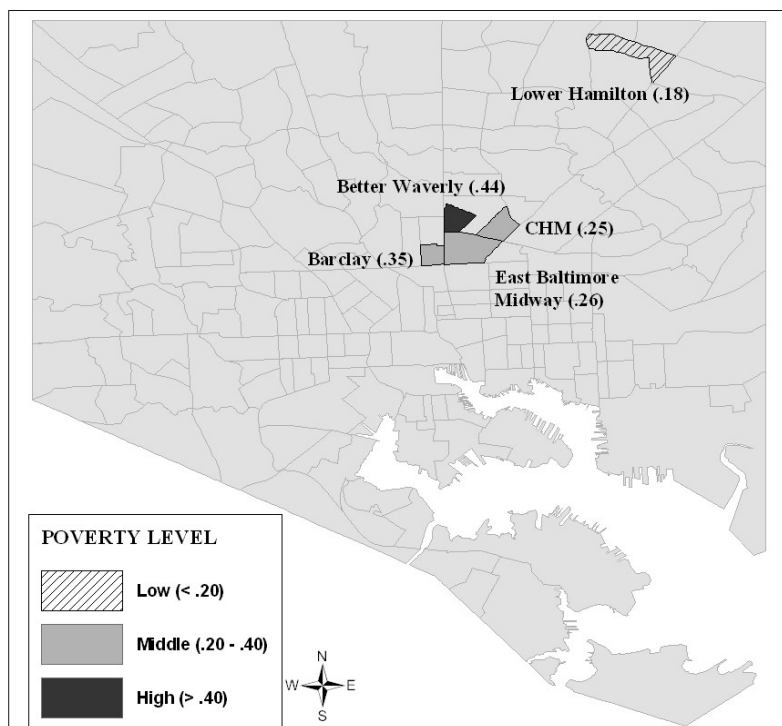 Lower Hamilton (.18)
Better Waverly (.44)
CHM (.25)
Barclay (.35)
East Baltimore
Midway (.26)
POVERTY LEVEL
Low (< .20)
Middle (.20 - .40)
High (> .40)
N
W E
S